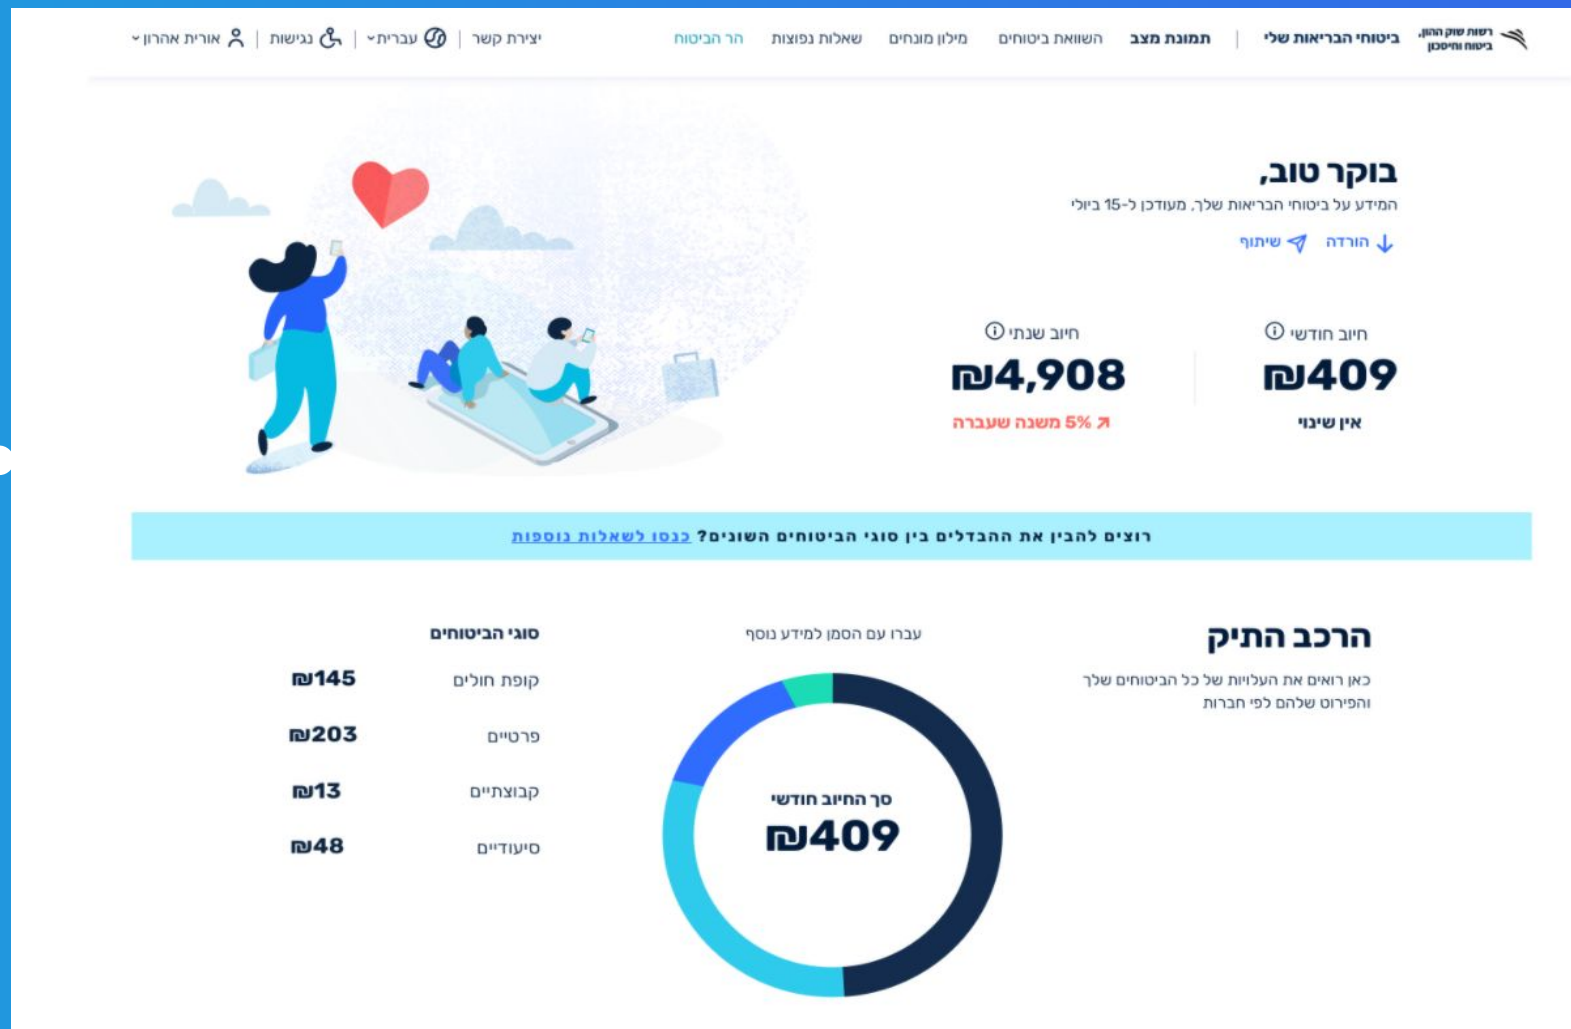 רשות שוק ההון,
ביטוח וחיסכון
ביטוחי הבריאות שלי
תמונת מצב
השוואת ביטוחים
מילון מונחים
שאלות נפוצות
הר הביטוח
יצירת קשר
עברית
נגישות
אורית אהרון
בוקר טוב,
המידע על ביטוחי הבריאות שלך, מעודכן ל-15 ביולי
הורדה
שיתוף
חיוב חודשי
₪409
אין שינוי
חיוב שנתי
₪4,908
5% משנה שעברה
רוצים להבין את ההבדלים בין סוגי הביטוחים השונים? כנסו לשאלות נוספות
הרכב התיק
כאן רואים את העלויות של כל הביטוחים שלך
והפירוט שלהם לפי חברות
עברו עם הסמן למידע נוסף
סך החיוב חודשי
₪409
סוגי הביטוחים
קופת חולים ₪145
פרטיים ₪203
קבוצתיים ₪13
סיעודיים ₪48